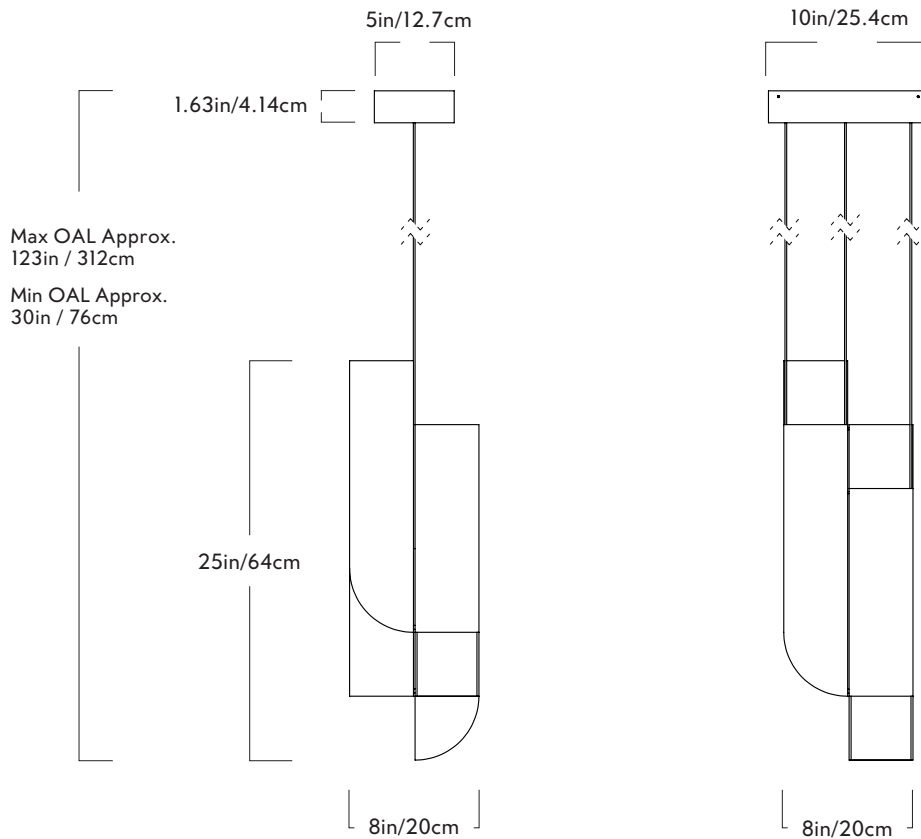 5in/12.7cm
10in/25.4cm
1.63in/4.14cm
Max OAL Approx.
123in / 312cm
Min OAL Approx.
30in / 76cm
25in/64cm
8in/20cm
8in/20cm